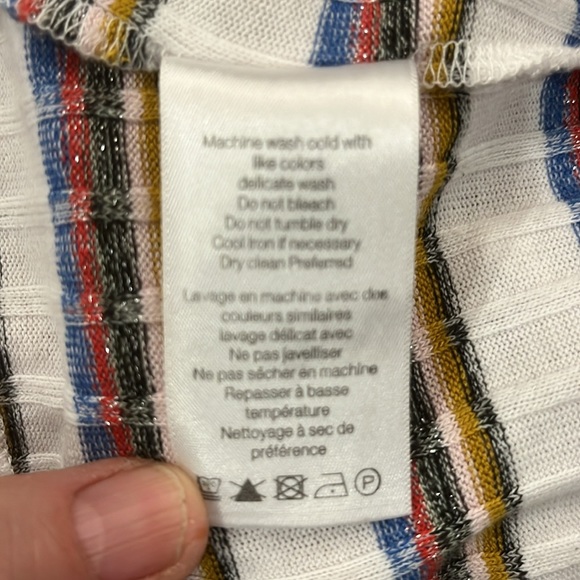 Machine wash cold with
like colors
delicate wash
Do not bleach
Do not tumble dry
Cool Iron if necessary
Dry clean Preferred
Lavage en machine avec des
couleurs similaires
lavage délicat avec
Ne pas javelliser
Ne pas sécher en machine
Repasser à basse
température
Nettoyage à sec de
préférence
P